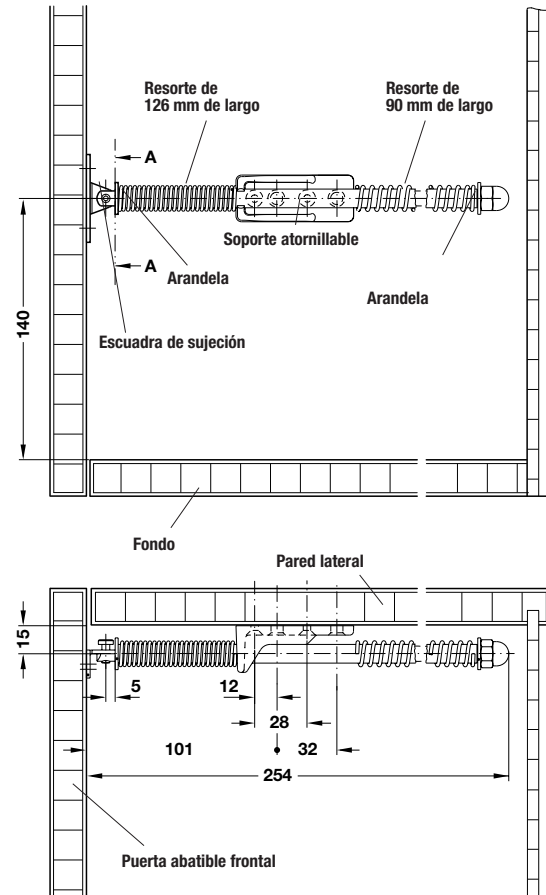 Resorte de
126 mm de largo
Resorte de
90 mm de largo
A
Soporte atornillable
A
Arandela
Arandela
140
Escuadra de sujeción
Fondo
Pared lateral
15
5
12
28
101
32
254
Puerta abatible frontal